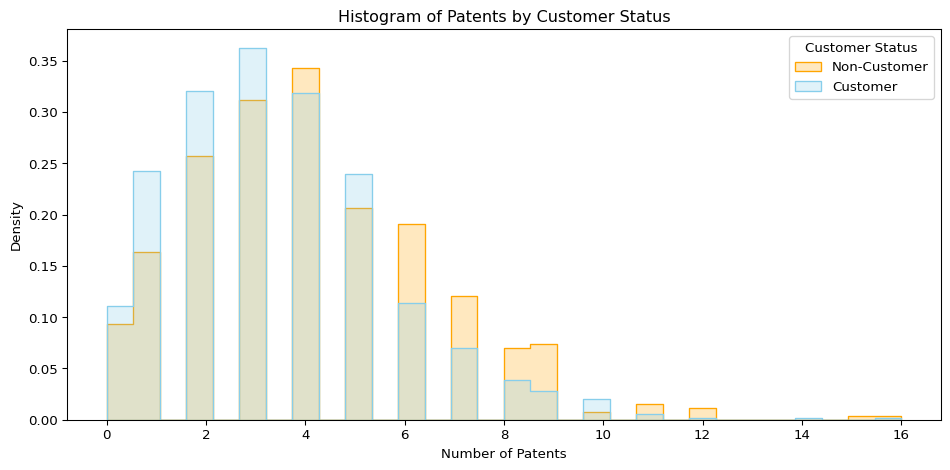 Histogram of Patents by Customer Status
Customer Status
Non-Customer
Customer
Density
0.35
0.30
0.25
0.20
0.15
0.10
0.05
0.00
0 2 4 6 8 10 12 14 16
Number of Patents